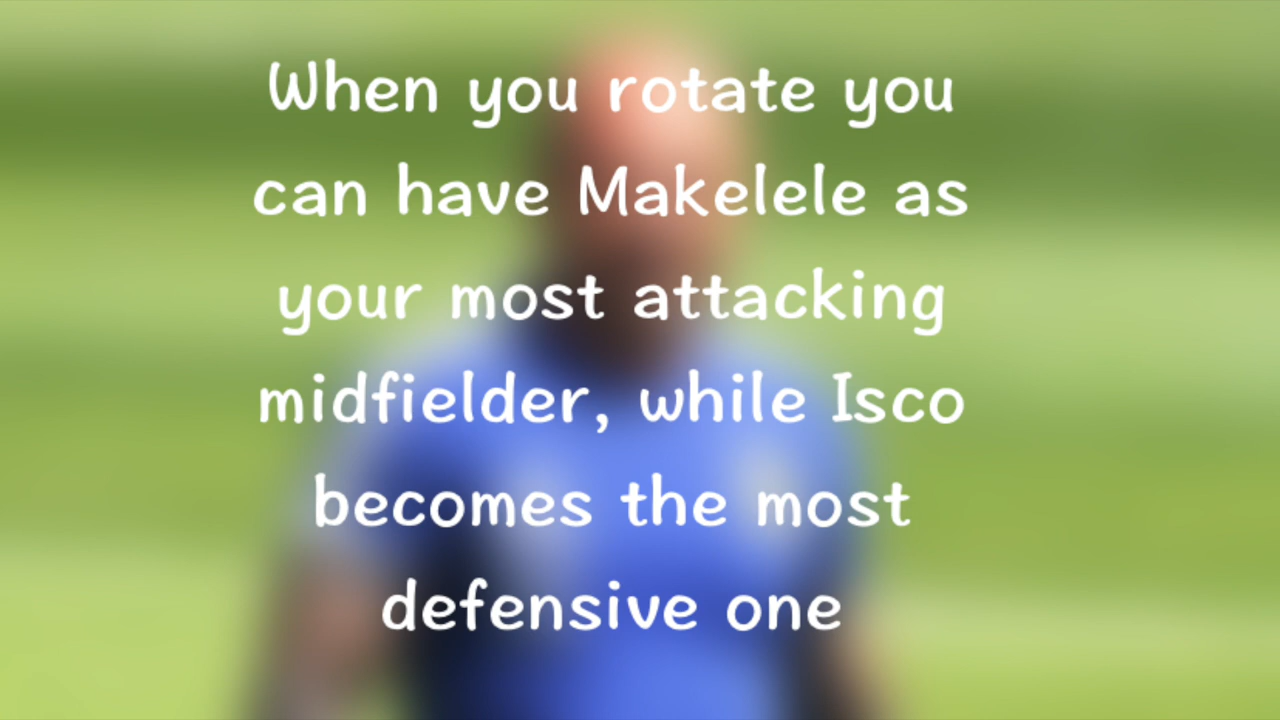 When you rotate you
can have Makelele as
your most attacking
midfielder, while Isco
becomes the most
defensive one